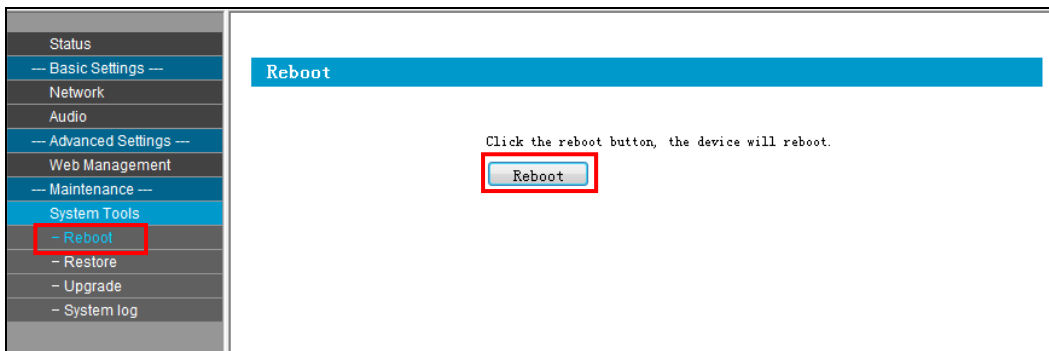 Status
--- Basic Settings ---
Network
Audio
--- Advanced Settings ---
Web Management
--- Maintenance ---
System Tools
- Reboot
- Restore
- Upgrade
- System log
Reboot
Click the reboot button, the device will reboot.
Reboot